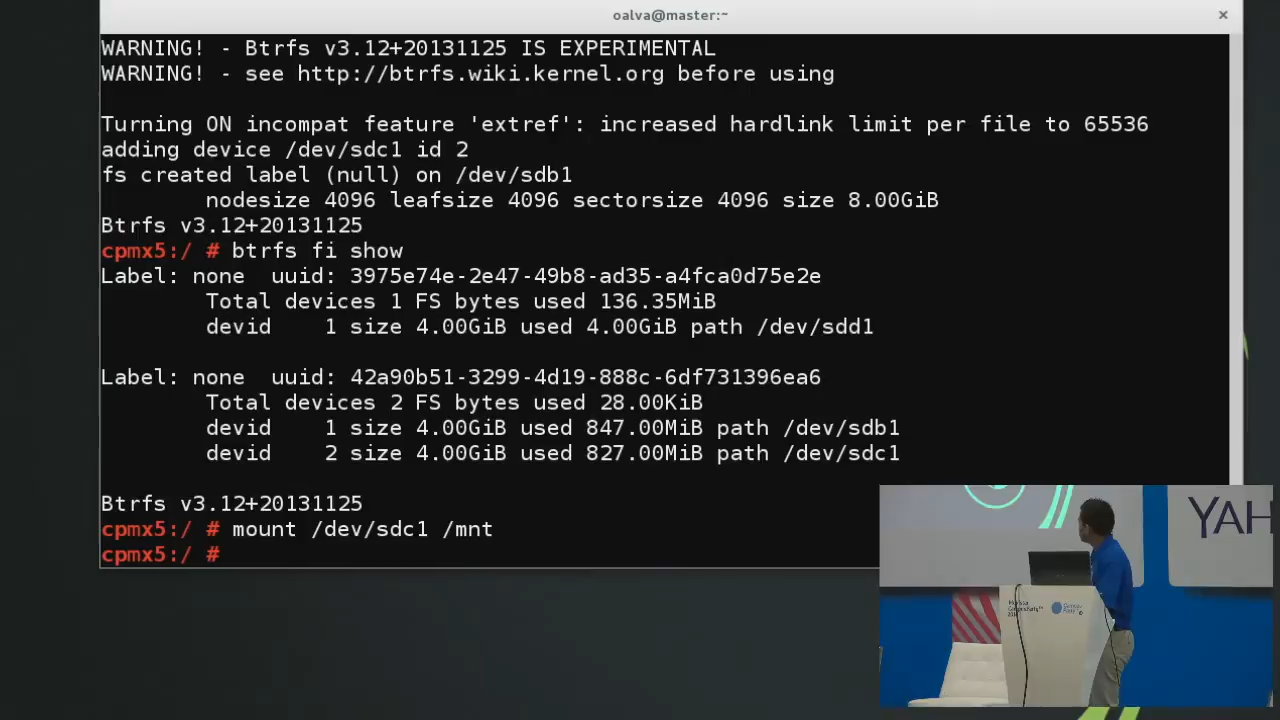 oalva@master:~
WARNING! - Btrfs v3.12+20131125 IS EXPERIMENTAL
WARNING! - see http://btrfs.wiki.kernel.org before using
Turning ON incompat feature 'extref': increased hardlink limit per file to 65536
adding device /dev/sdc1 id 2
fs created label (null) on /dev/sdb1
nodesize 4096 leafsize 4096 sectorsize 4096 size 8.00GiB
Btrfs v3.12+20131125
cpmx5:/ # btrfs fi show
Label: none  uuid: 3975e74e-2e47-49b8-ad35-a4fca0d75e2e
Total devices 1 FS bytes used 136.35MiB
devid    1 size 4.00GiB used 4.00GiB path /dev/sdd1
Label: none  uuid: 42a90b51-3299-4d19-888c-6df731396ea6
Total devices 2 FS bytes used 28.00KiB
devid    1 size 4.00GiB used 847.00MiB path /dev/sdb1
devid    2 size 4.00GiB used 827.00MiB path /dev/sdc1
Btrfs v3.12+20131125
cpmx5:/ # mount /dev/sdc1 /mnt
cpmx5:/ #
YAH